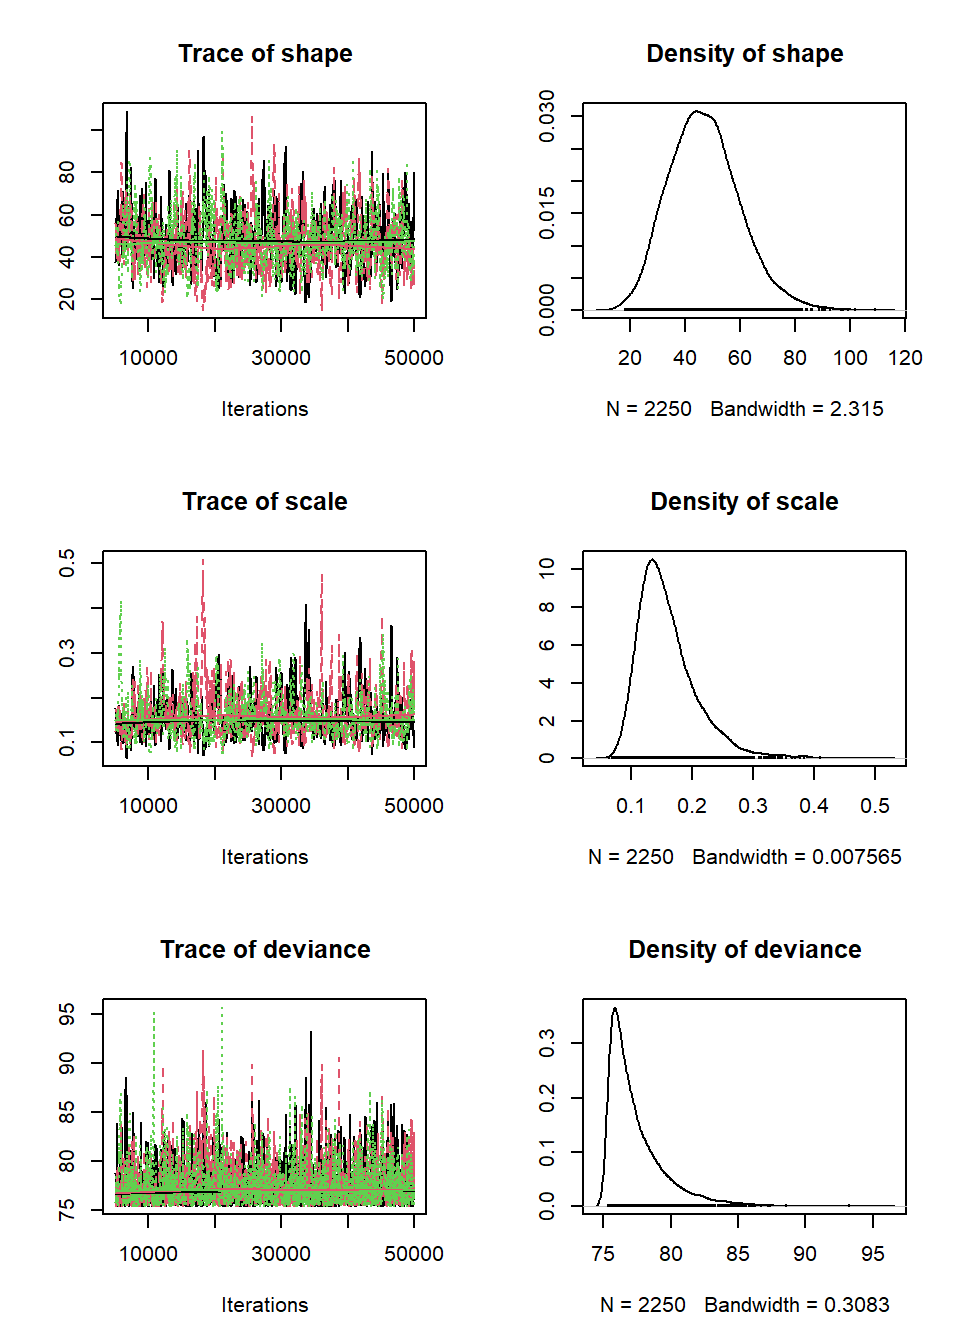 Trace of shape
20 40 60 80
10000 30000 50000
Iterations
Density of shape
0.000 0.015 0.030
20 40 60 80 100 120
N = 2250 Bandwidth = 2.315
Trace of scale
0.1 0.3 0.5
10000 30000 50000
Iterations
Density of scale
0 2 4 6 8 10
0.1 0.2 0.3 0.4 0.5
N = 2250 Bandwidth = 0.007565
Trace of deviance
75 80 85 90 95
10000 30000 50000
Iterations
Density of deviance
0.0 0.1 0.2 0.3
75 80 85 90 95
N = 2250 Bandwidth = 0.3083